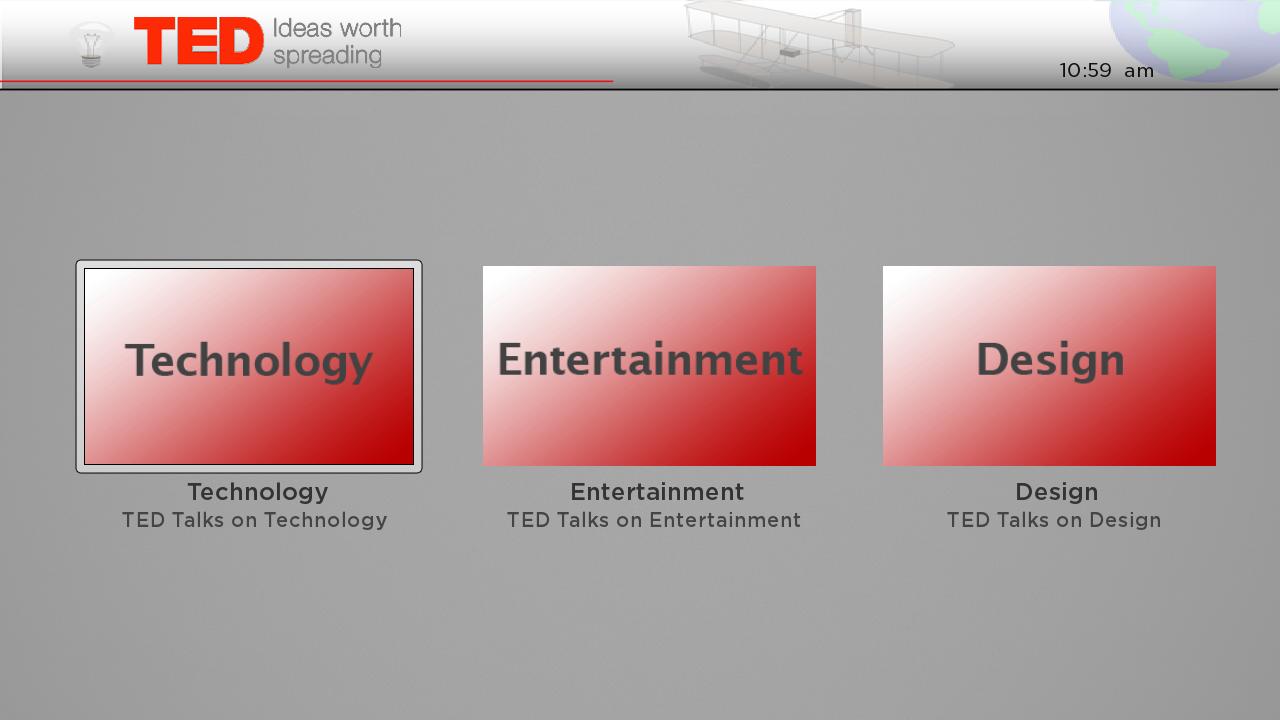 TED Ideas worth
spreading
10:59 am
Technology
Entertainment
Design
Technology
TED Talks on Technology
Entertainment
TED Talks on Entertainment
Design
TED Talks on Design